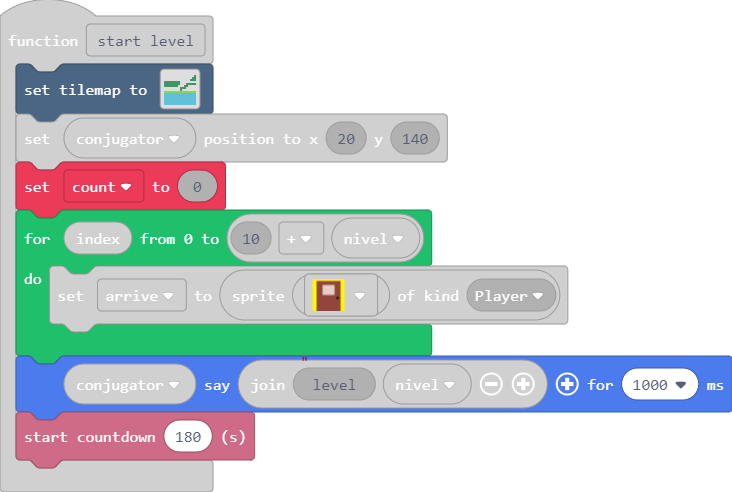 function start level
set tilemap to
set conjugator position to x 20 y 140
set count to 0
for index from 0 to 10 + nivel
do
set arrive to sprite of kind Player
conjugator say join " level nivel for 1000 ms
start countdown 180 (s)